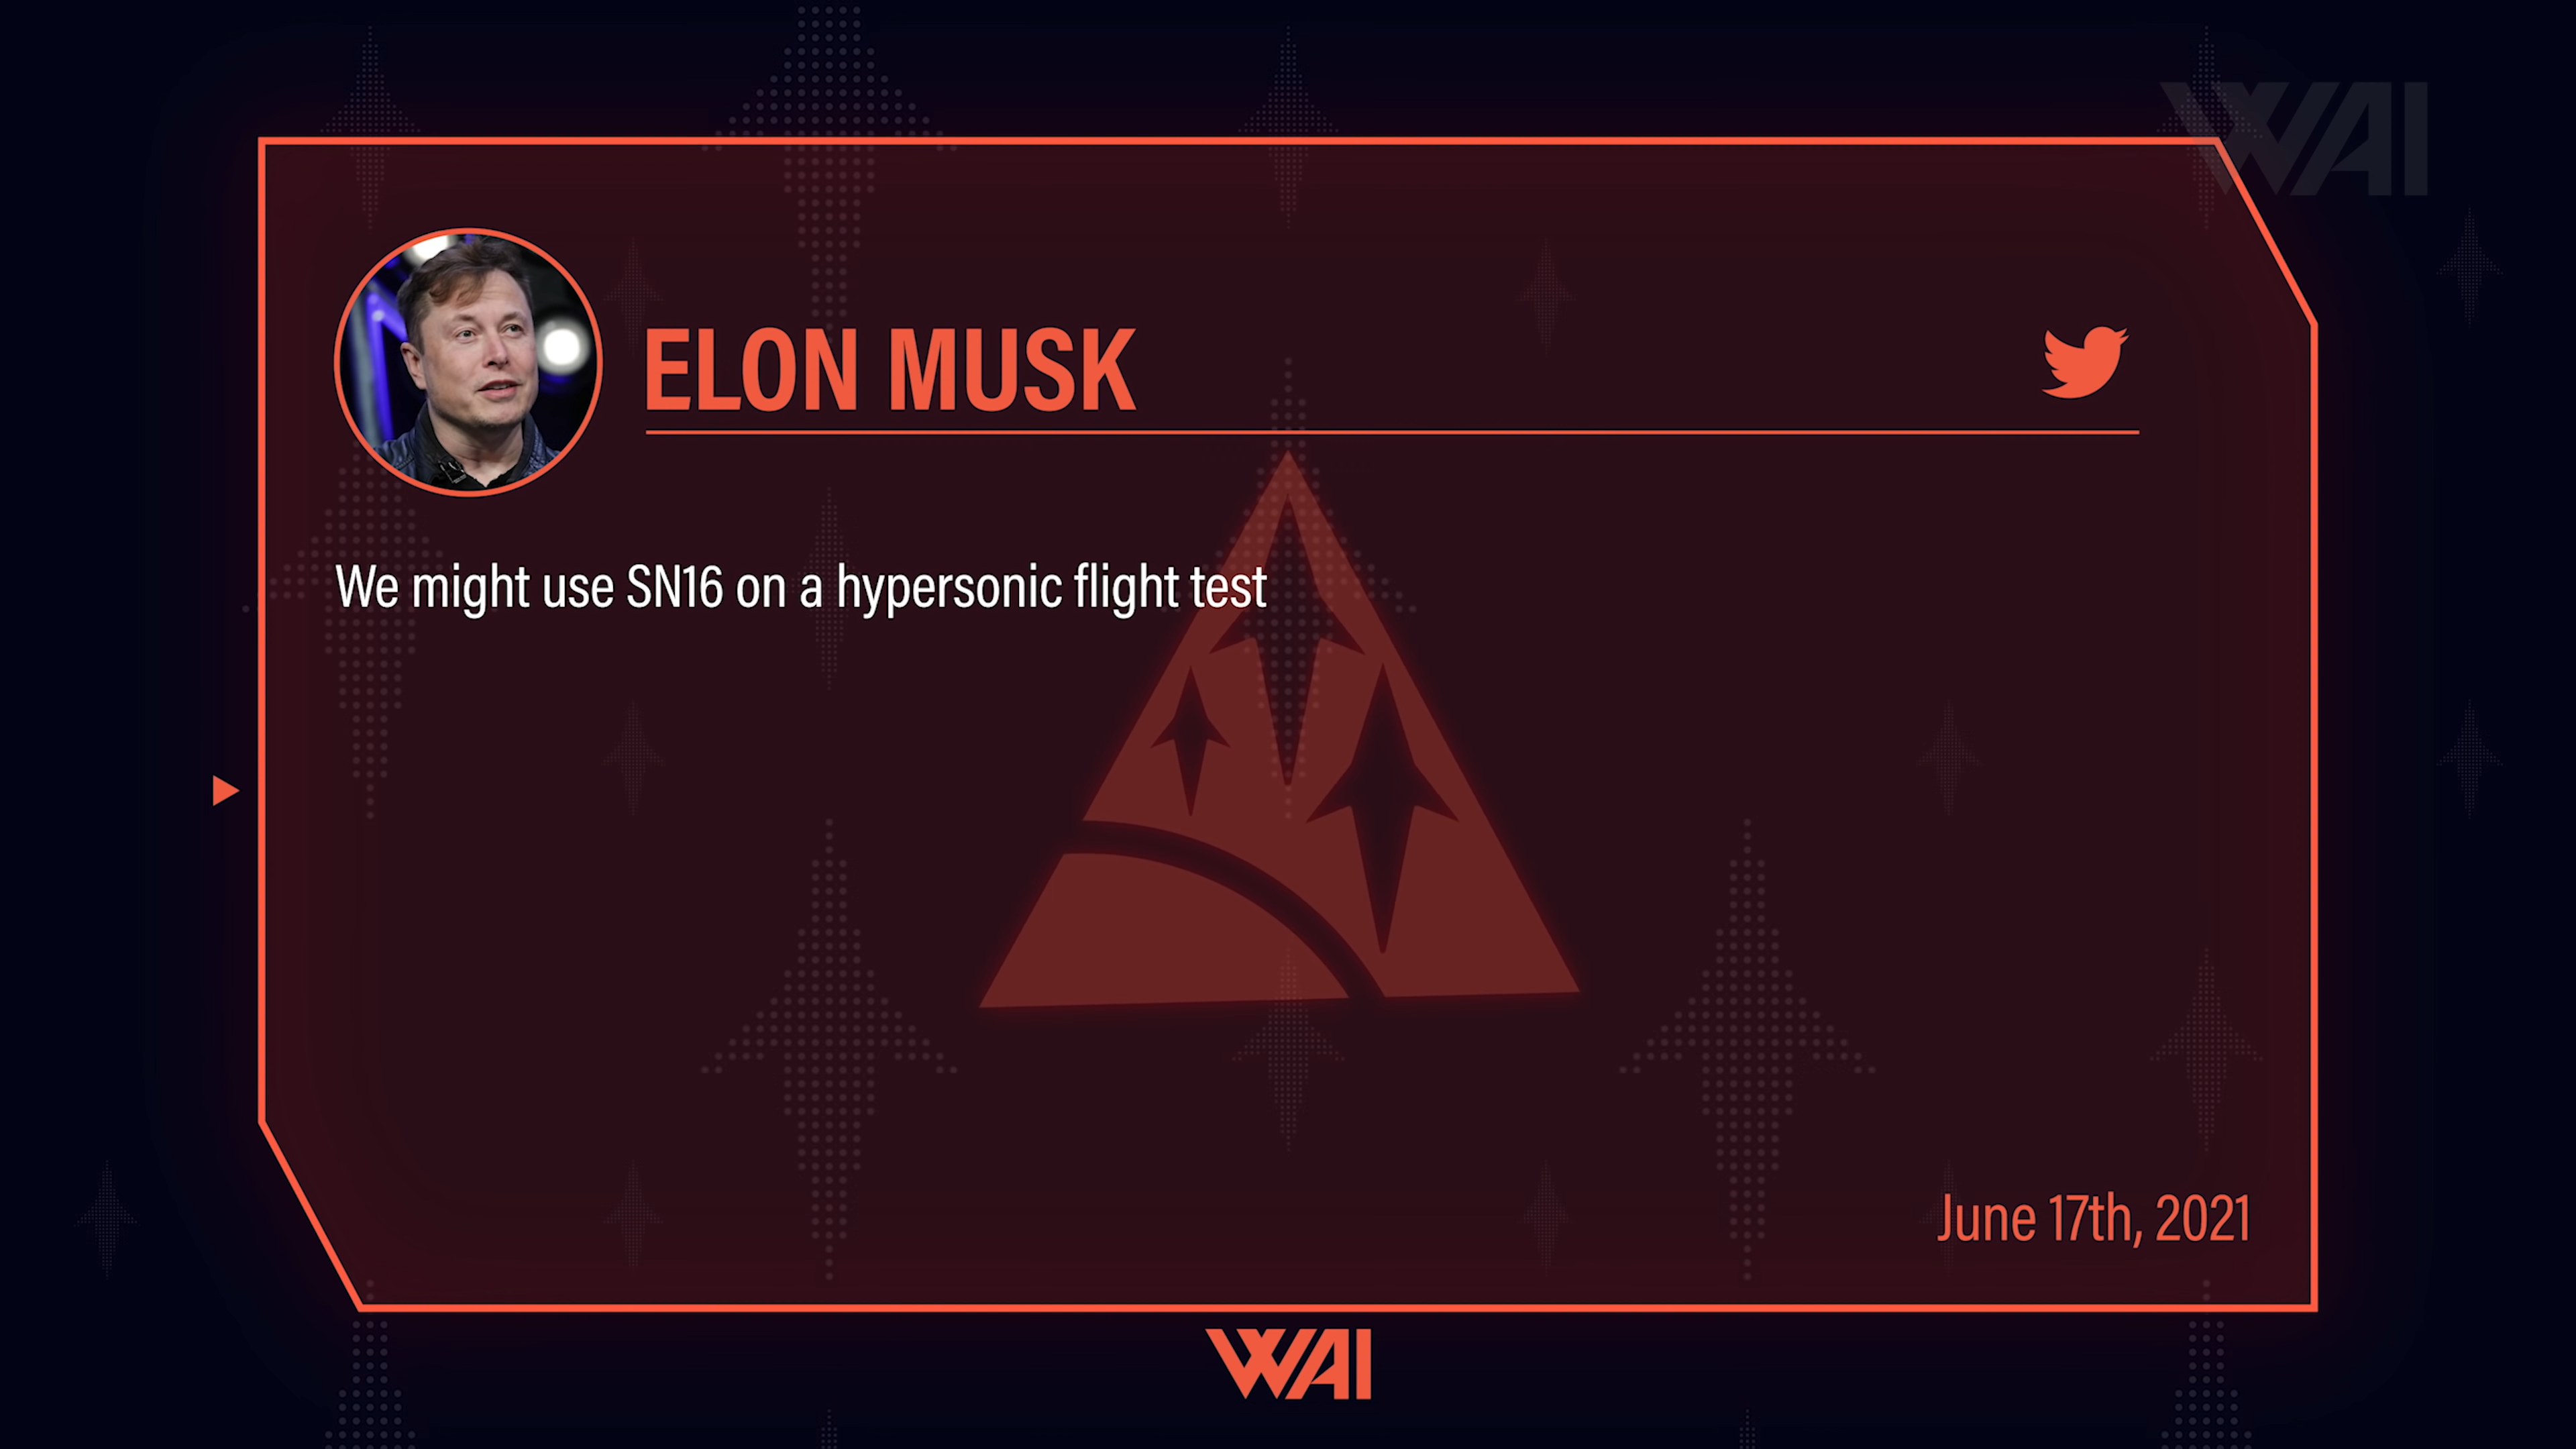 WAI
ELON MUSK
We might use SN16 on a hypersonic flight test
June 17th, 2021
WAI